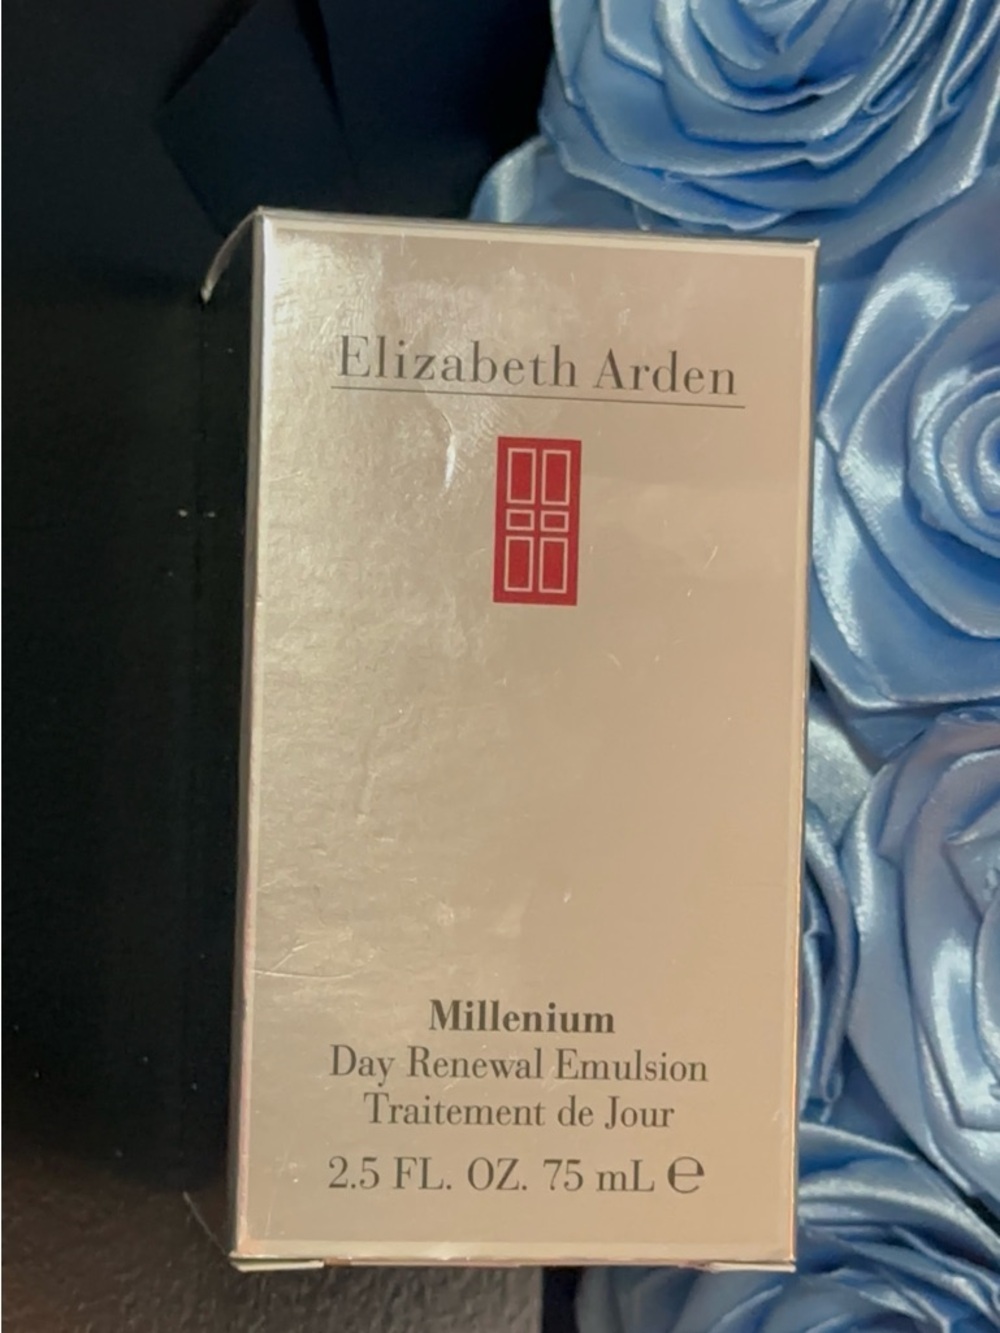 Elizabeth Arden
Millenium
Day Renewal Emulsion
Traitement de Jour
2.5 FL. OZ. 75 mL ℮